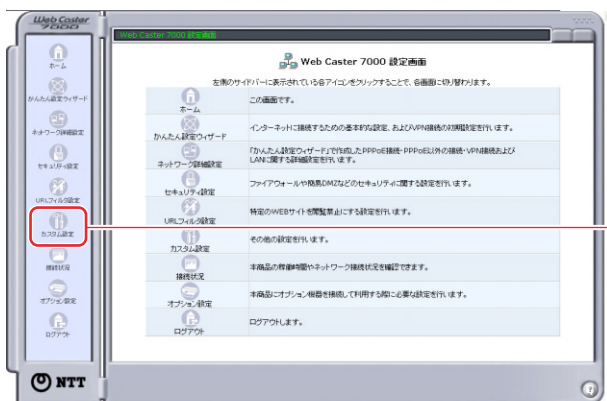 Web Caster
7000
Web Caster 7000 設定画面
ホーム
かんたん設定ウィザード
ネットワーク詳細設定
セキュリティ設定
URLフィルタ設定
カスタム設定
接続状況
オプション設定
ログアウト
NTT
Web Caster 7000 設定画面
左側のサイドバーに表示されている各アイコンをクリックすることで、各画面に切り替わります。
ホーム
この画面です。
かんたん設定ウィザード
インターネットに接続するための基本的な設定、およびVPN接続の初期設定を行います。
ネットワーク詳細設定
「かんたん設定ウィザード」で作成したPPPoE接続・PPPoE以外の接続・VPN接続および
LANに関する詳細設定を行います。
セキュリティ設定
ファイアウォールや簡易DMZなどのセキュリティに関する設定を行います。
URLフィルタ設定
特定のWEBサイトを閲覧禁止にする設定を行います。
カスタム設定
その他の設定を行います。
接続状況
本商品の稼働時間やネットワーク接続状況を確認できます。
オプション設定
本商品にオプション機器を接続して利用する際に必要な設定を行います。
ログアウト
ログアウトします。